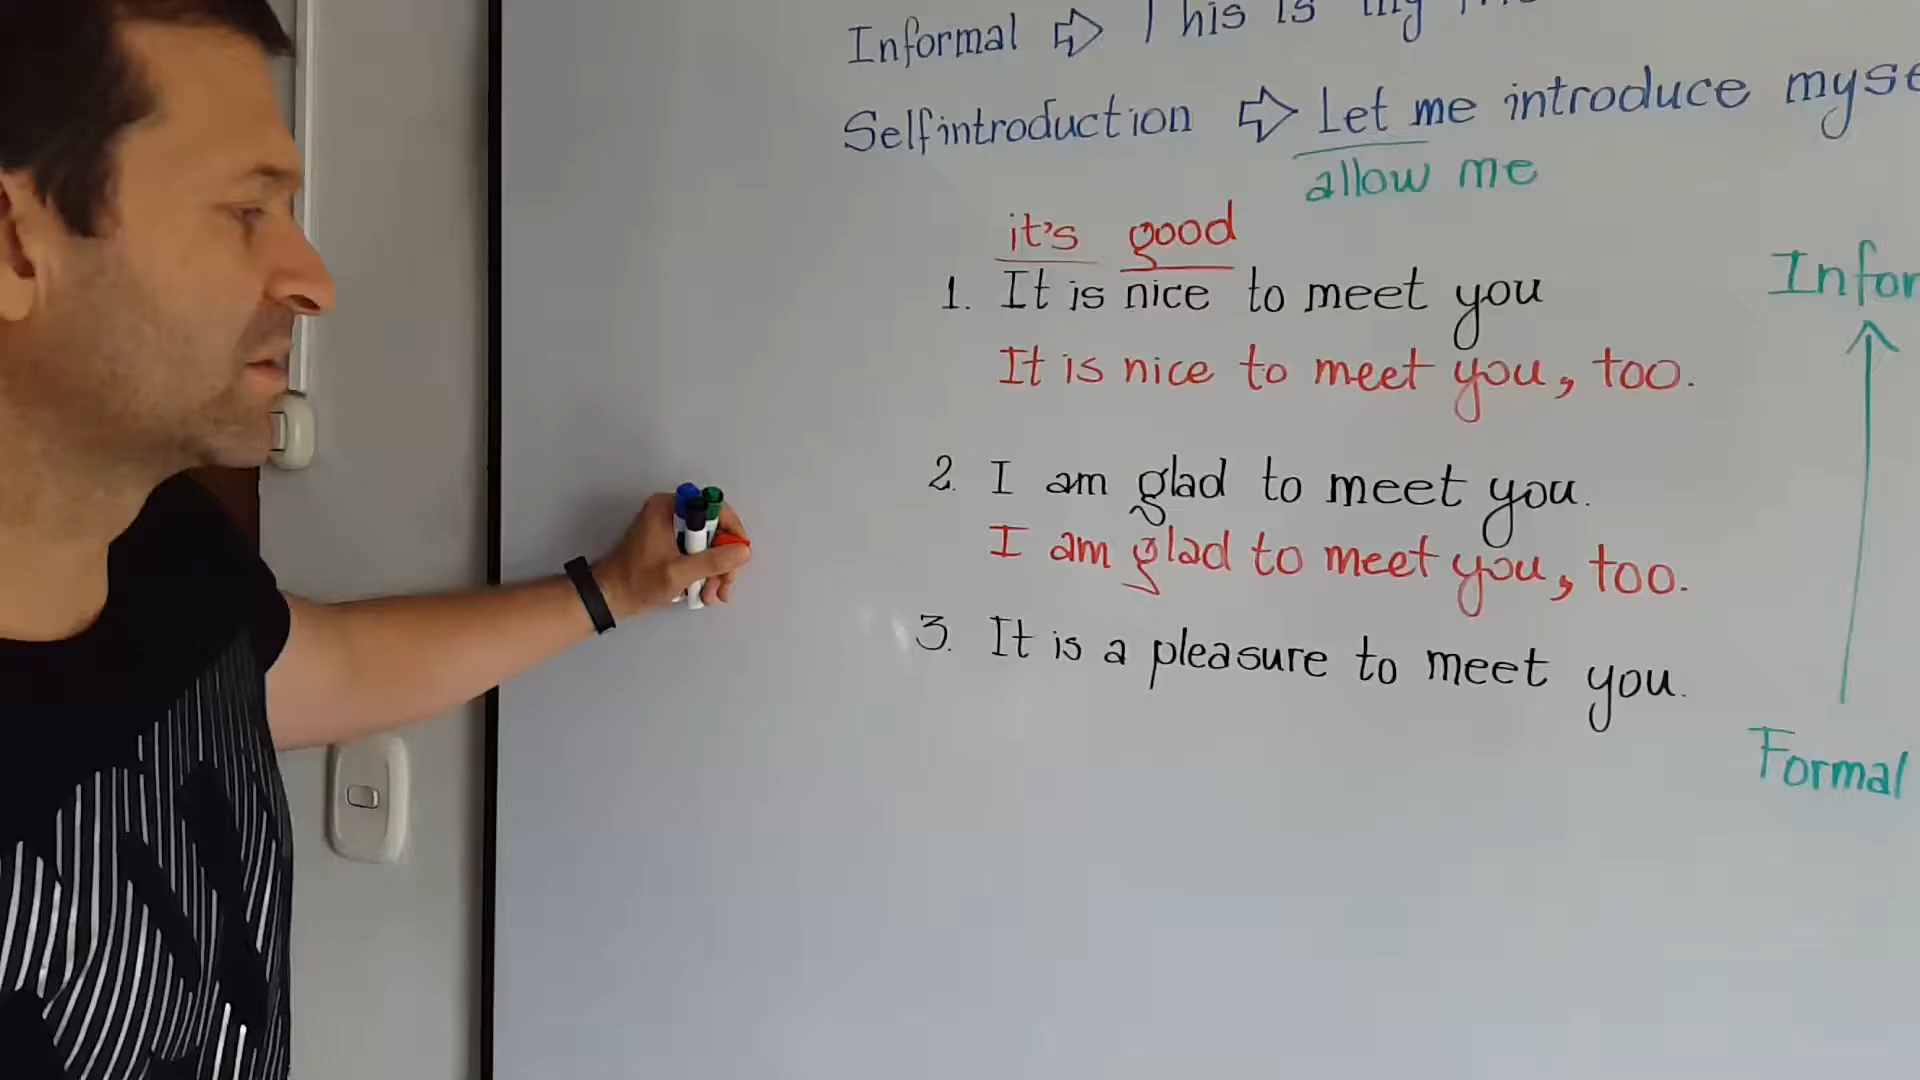 Informal ⇨ This is my
Selfintroduction ⇨ Let me introduce
allow me
it's good
1. It is nice to meet you
It is nice to meet you, too.
2. I am glad to meet you.
I am glad to meet you, too.
3. It is a pleasure to meet you.
Formal